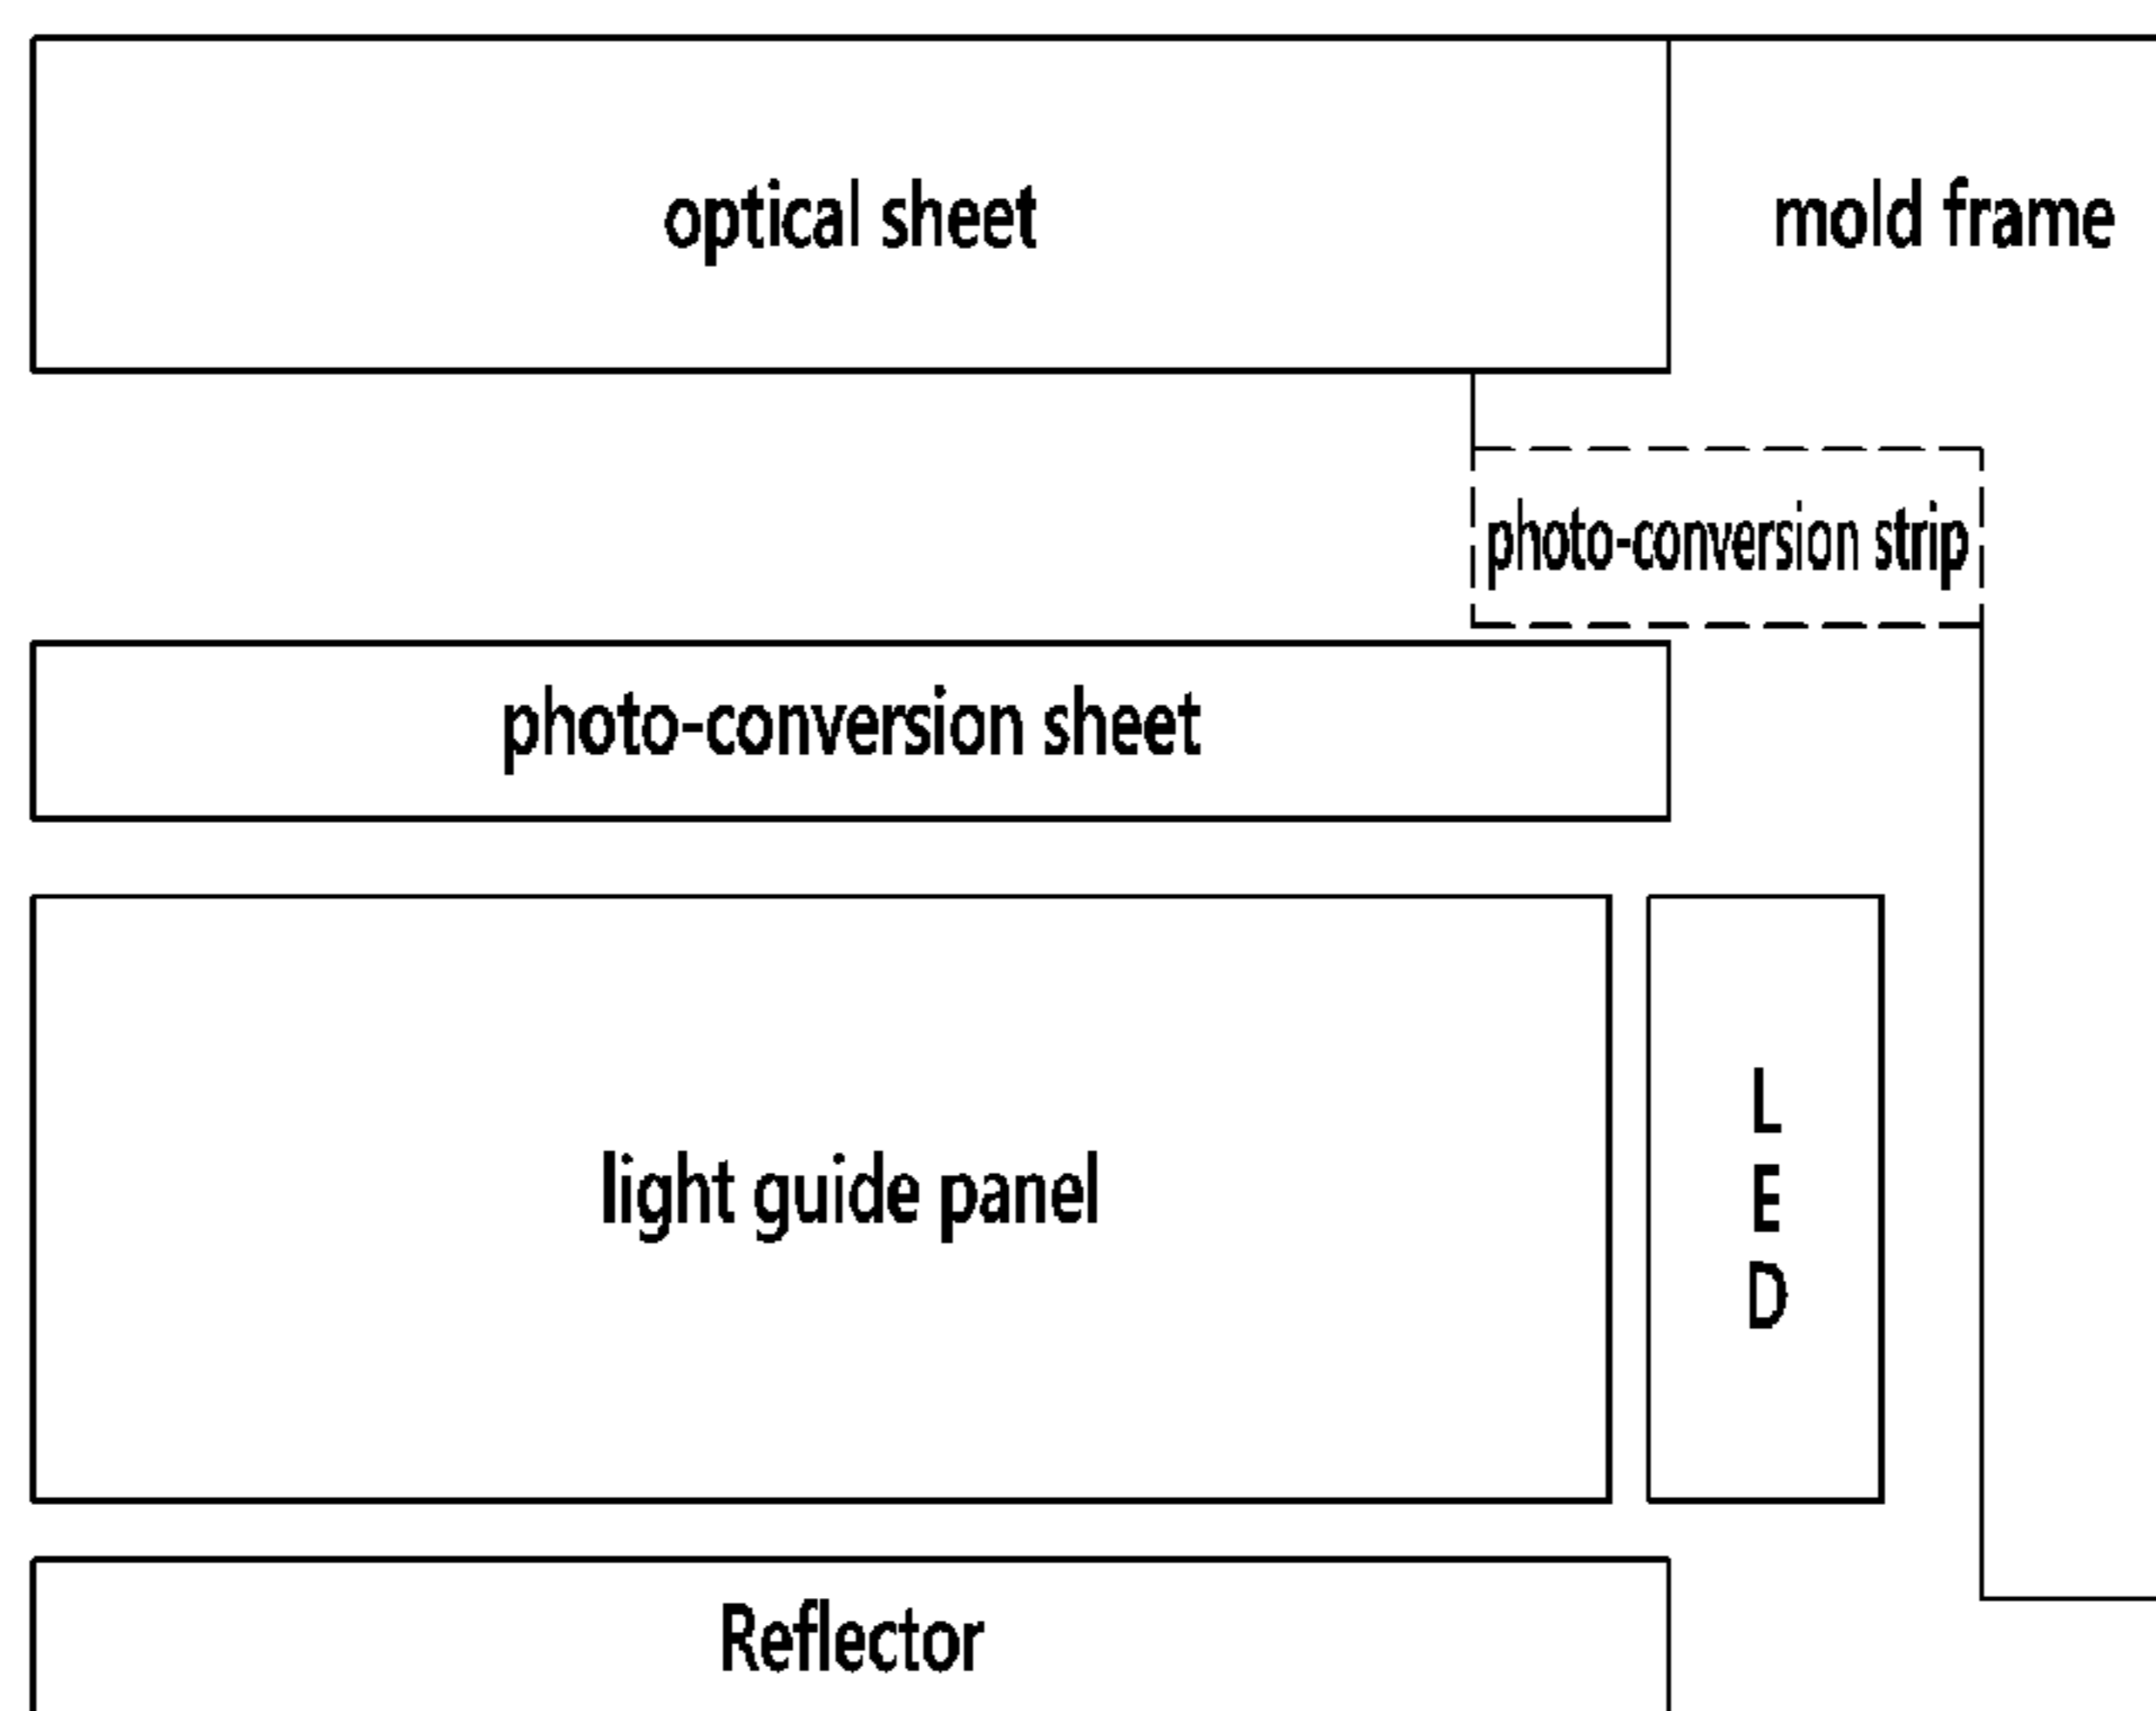 optical sheet
mold frame
photo-conversion strip
photo-conversion sheet
light guide panel
L
E
D
Reflector